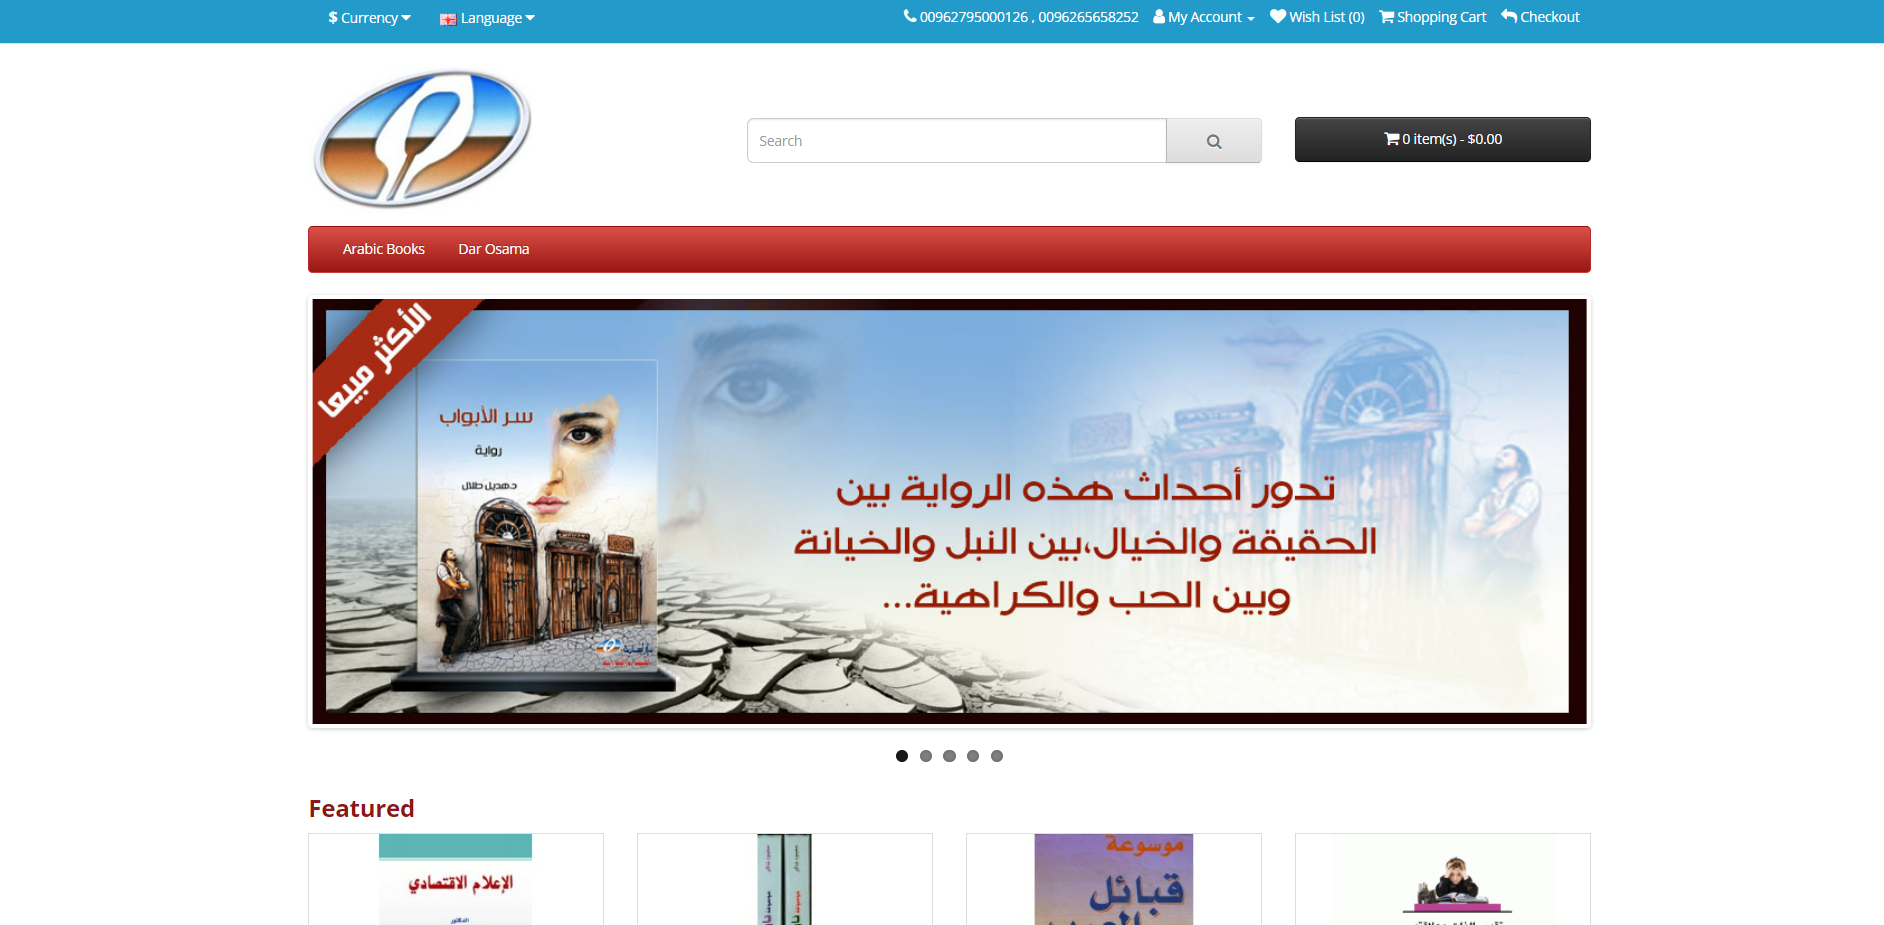 $ Currency
Language
00962795000126 , 0096265658252
My Account
Wish List (0)
Shopping Cart
Checkout
Search
0 item(s) - $0.00
Arabic Books
Dar Osama
الأكثر مبيعا
سر الأبواب
رواية
د.هديل طلال
تدور أحداث هذه الرواية بين
الحقيقة والخيال،بين النبل والخيانة
وبين الحب والكراهية...
Featured
الإعلام الاقتصادي
الدكتور
موسوعة
قبائل